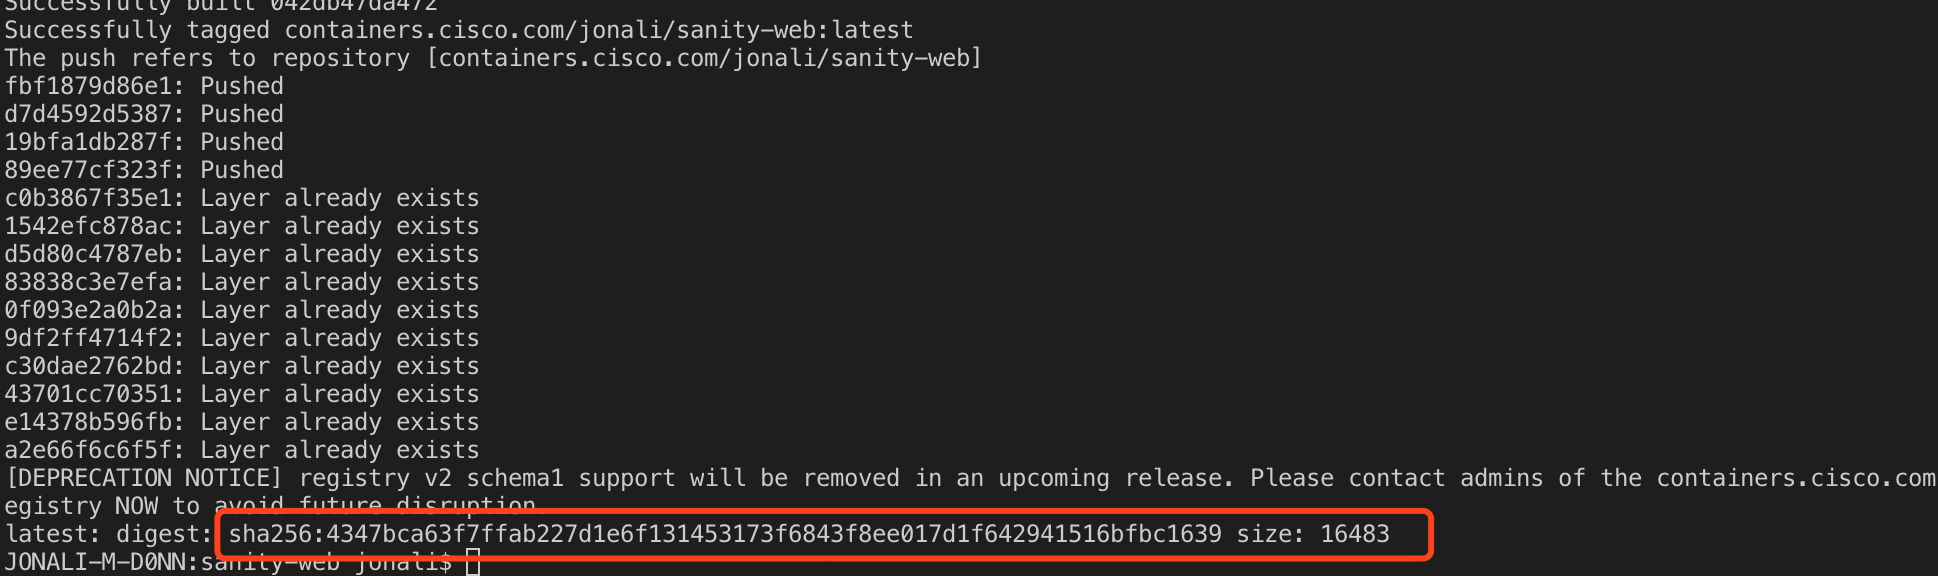 Successfully built 042db47da472
Successfully tagged containers.cisco.com/jonali/sanity-web:latest
The push refers to repository [containers.cisco.com/jonali/sanity-web]
fbf1879d86e1: Pushed
d7d4592d5387: Pushed
19bfa1db287f: Pushed
89ee77cf323f: Pushed
c0b3867f35e1: Layer already exists
1542efc878ac: Layer already exists
d5d80c4787eb: Layer already exists
83838c3e7efa: Layer already exists
0f093e2a0b2a: Layer already exists
9df2ff4714f2: Layer already exists
c30dae2762bd: Layer already exists
43701cc70351: Layer already exists
e14378b596fb: Layer already exists
a2e66f6c6f5f: Layer already exists
[DEPRECATION NOTICE] registry v2 schema1 support will be removed in an upcoming release. Please contact admins of the containers.cisco.com
egistry NOW to avoid future disruption.
latest: digest: sha256:4347bca63f7ffab227d1e6f131453173f6843f8ee017d1f642941516bfbc1639 size: 16483
JONALI-M-D0NN:sanity-web jonali$